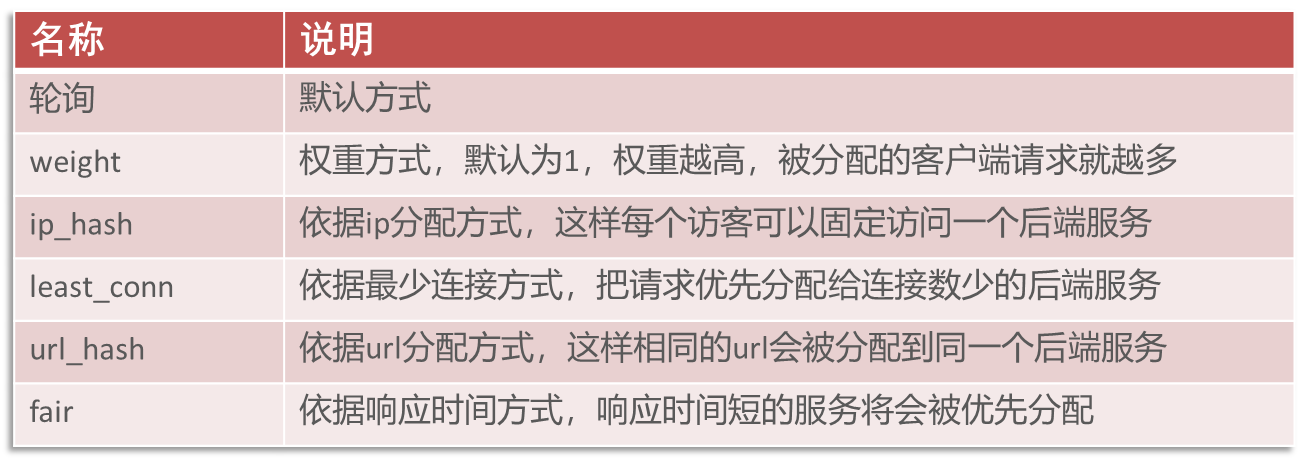 名称 说明
轮询 默认方式
weight 权重方式，默认为1，权重越高，被分配的客户端请求就越多
ip_hash 依据ip分配方式，这样每个访客可以固定访问一个后端服务
least_conn 依据最少连接方式，把请求优先分配给连接数少的后端服务
url_hash 依据url分配方式，这样相同的url会被分配到同一个后端服务
fair 依据响应时间方式，响应时间短的服务将会被优先分配